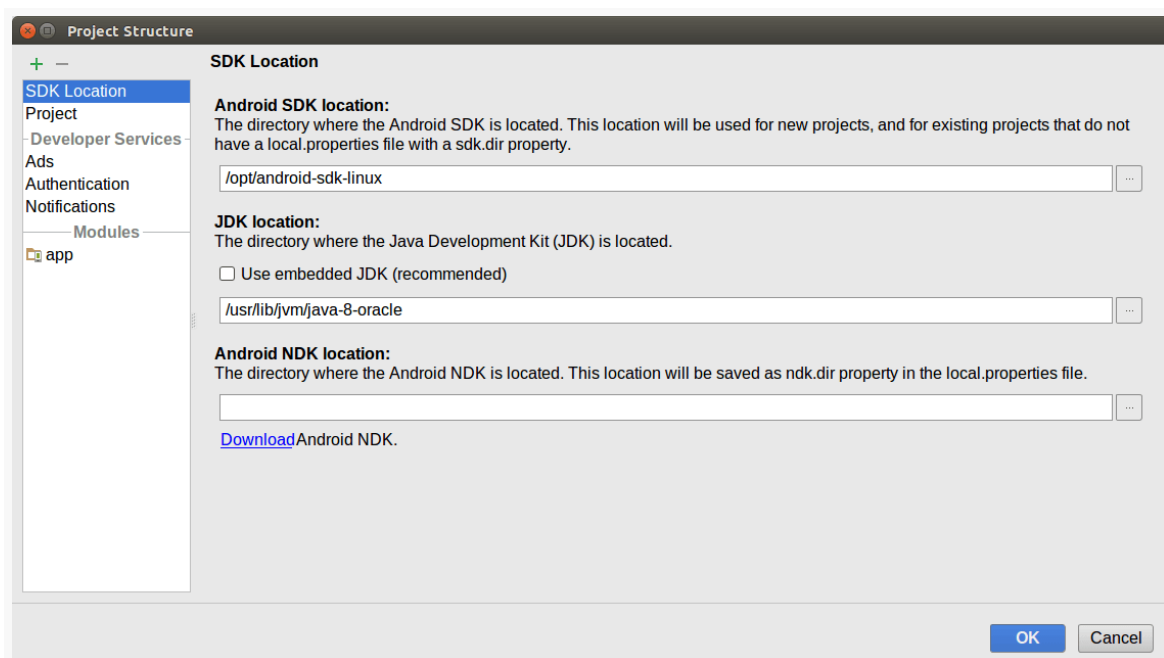 Project Structure
SDK Location
Project
Developer Services
Ads
Authentication
Notifications
Modules
app
SDK Location
Android SDK location:
The directory where the Android SDK is located. This location will be used for new projects, and for existing projects that do not
have a local.properties file with a sdk.dir property.
/opt/android-sdk-linux
...
JDK location:
The directory where the Java Development Kit (JDK) is located.
Use embedded JDK (recommended)
/usr/lib/jvm/java-8-oracle
...
Android NDK location:
The directory where the Android NDK is located. This location will be saved as ndk.dir property in the local.properties file.
...
Download Android NDK.
OK
Cancel